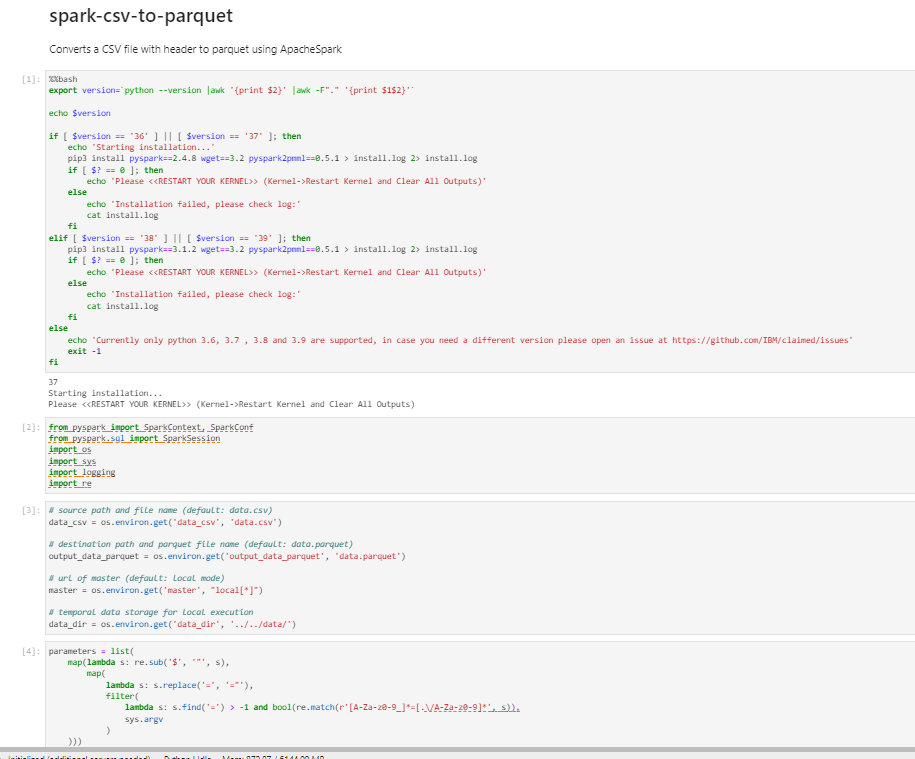 spark-csv-to-parquet
Converts a CSV file with header to parquet using ApacheSpark
[1]: %%bash
export version=`python --version |awk '{print $2}' |awk -F"." '{print $1$2}'`
echo $version
if [ $version == '36' ] || [ $version == '37' ]; then
echo 'Starting installation...'
pip3 install pyspark==2.4.8 wget==3.2 pyspark2pmml==0.5.1 > install.log 2> install.log
if [ $? == 0 ]; then
echo 'Please <<RESTART YOUR KERNEL>> (Kernel->Restart Kernel and Clear All Outputs)'
else
echo 'Installation failed, please check log:'
cat install.log
fi
elif [ $version == '38' ] || [ $version == '39' ]; then
pip3 install pyspark==3.1.2 wget==3.2 pyspark2pmml==0.5.1 > install.log 2> install.log
if [ $? == 0 ]; then
echo 'Please <<RESTART YOUR KERNEL>> (Kernel->Restart Kernel and Clear All Outputs)'
else
echo 'Installation failed, please check log:'
cat install.log
fi
else
echo 'Currently only python 3.6, 3.7 , 3.8 and 3.9 are supported, in case you need a different version please open an issue at https://github.com/IBM/claimed/issues'
exit -1
fi
37
Starting installation...
Please <<RESTART YOUR KERNEL>> (Kernel->Restart Kernel and Clear All Outputs)
[2]: from pyspark import SparkContext, SparkConf
from pyspark.sql import SparkSession
import os
import sys
import logging
import re
[3]: # source path and file name (default: data.csv)
data_csv = os.environ.get('data_csv', 'data.csv')
# destination path and parquet file name (default: data.parquet)
output_data_parquet = os.environ.get('output_data_parquet', 'data.parquet')
# url of master (default: local mode)
master = os.environ.get('master', "local[*]")
# temporal data storage for local execution
data_dir = os.environ.get('data_dir', '../../data/')
[4]: parameters = list(
map(lambda s: re.sub('$', '"', s),
map(
lambda s: s.replace('=', '="'),
filter(
lambda s: s.find('=') > -1 and bool(re.match(r'[A-Za-z0-9_]*=[.\/A-Za-z0-9]*', s)),
sys.argv
)
)))